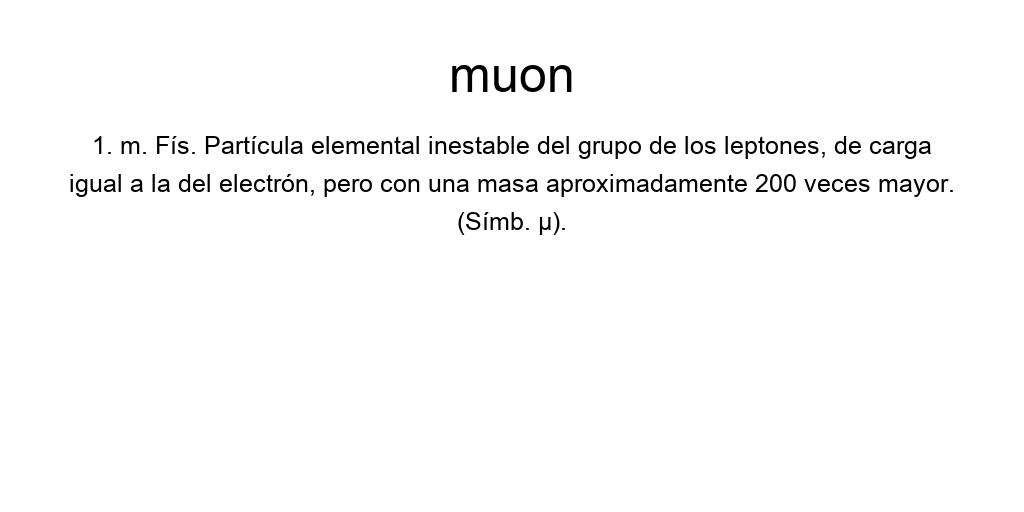 muon
1. m. Fís. Partícula elemental inestable del grupo de los leptones, de carga
igual a la del electrón, pero con una masa aproximadamente 200 veces mayor.
(Símb. μ).